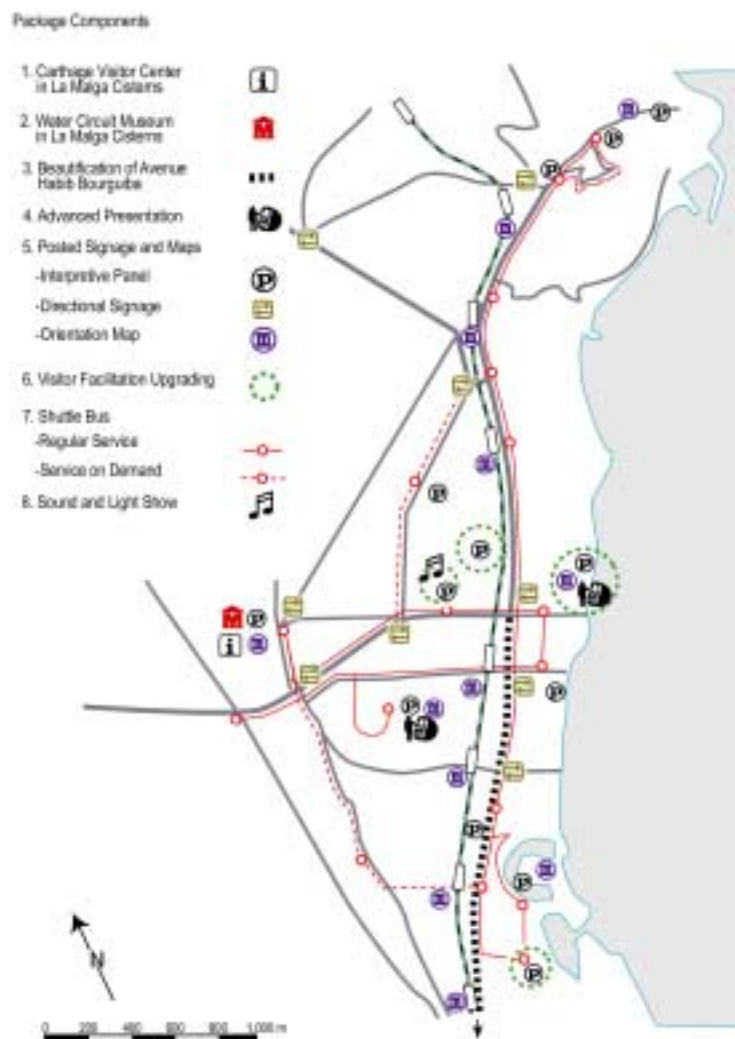 Package Components
1. Carthage Visitor Center
in La Malga Cisterns
2. Water Circuit Museum
in La Malga Cisterns
3. Beautification of Avenue
Habib Bourguiba
4. Advanced Presentation
5. Posted Signage and Maps
-Interpretive Panel
-Directional Signage
-Orientation Map
6. Visitor Facilitation Upgrading
7. Shuttle Bus
-Regular Service
-Service on Demand
8. Sound and Light Show
N
0 200 400 600 800 1,000 m